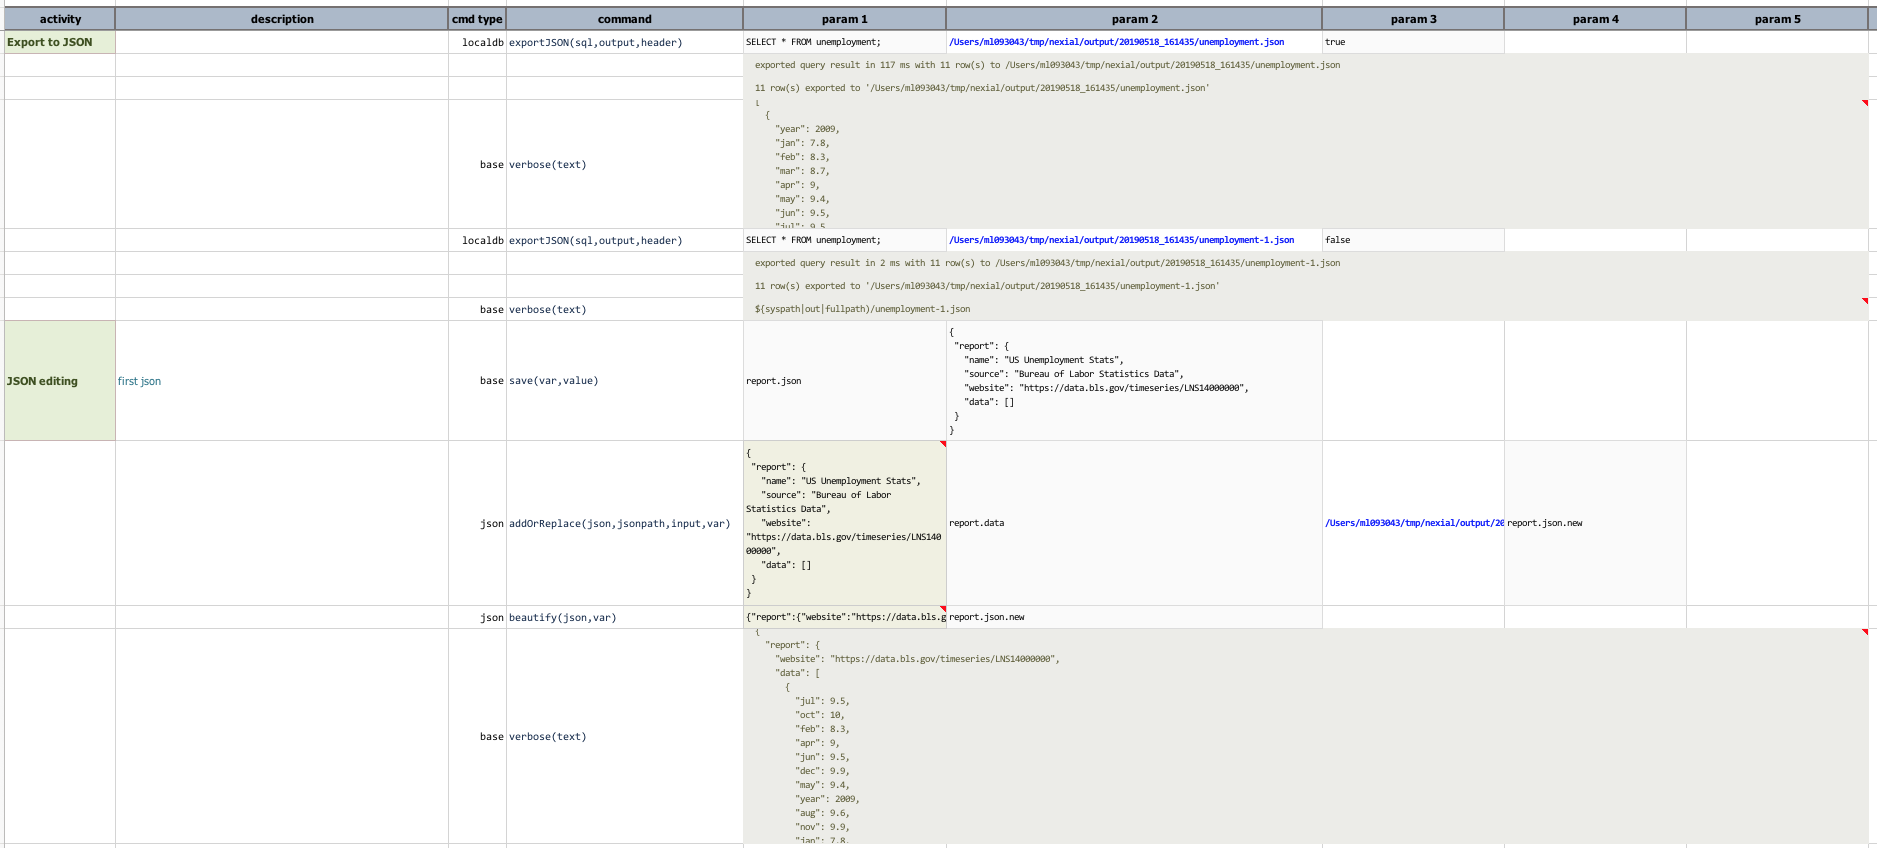 activity description cmd type command param 1 param 2 param 3 param 4 param 5
Export to JSON localdb exportJSON(sql,output,header) SELECT * FROM unemployment; /Users/ml093043/tmp/nexial/output/20190518_161435/unemployment.json true
exported query result in 117 ms with 11 row(s) to /Users/ml093043/tmp/nexial/output/20190518_161435/unemployment.json
11 row(s) exported to '/Users/ml093043/tmp/nexial/output/20190518_161435/unemployment.json'
base verbose(text)
[
{
"year": 2009,
"jan": 7.8,
"feb": 8.3,
"mar": 8.7,
"apr": 9,
"may": 9.4,
"jun": 9.5,
"jul": 9.5
localdb exportJSON(sql,output,header) SELECT * FROM unemployment; /Users/ml093043/tmp/nexial/output/20190518_161435/unemployment-1.json false
exported query result in 2 ms with 11 row(s) to /Users/ml093043/tmp/nexial/output/20190518_161435/unemployment-1.json
11 row(s) exported to '/Users/ml093043/tmp/nexial/output/20190518_161435/unemployment-1.json'
base verbose(text) $(syspath|out|fullpath)/unemployment-1.json
JSON editing first json base save(var,value) report.json
{
"report": {
"name": "US Unemployment Stats",
"source": "Bureau of Labor Statistics Data",
"website": "https://data.bls.gov/timeseries/LNS14000000",
"data": []
}
}
json addOrReplace(json,jsonpath,input,var)
{
"report": {
"name": "US Unemployment Stats",
"source": "Bureau of Labor
Statistics Data",
"website":
"https://data.bls.gov/timeseries/LNS140
00000",
"data": []
}
}
report.data /Users/ml093043/tmp/nexial/output/20 report.json.new
json beautify(json,var) {"report":{"website":"https://data.bls.g report.json.new
base verbose(text)
{
"report": {
"website": "https://data.bls.gov/timeseries/LNS14000000",
"data": [
{
"jul": 9.5,
"oct": 10,
"feb": 8.3,
"apr": 9,
"jun": 9.5,
"dec": 9.9,
"may": 9.4,
"year": 2009,
"aug": 9.6,
"nov": 9.9,
"jan": 7.8,